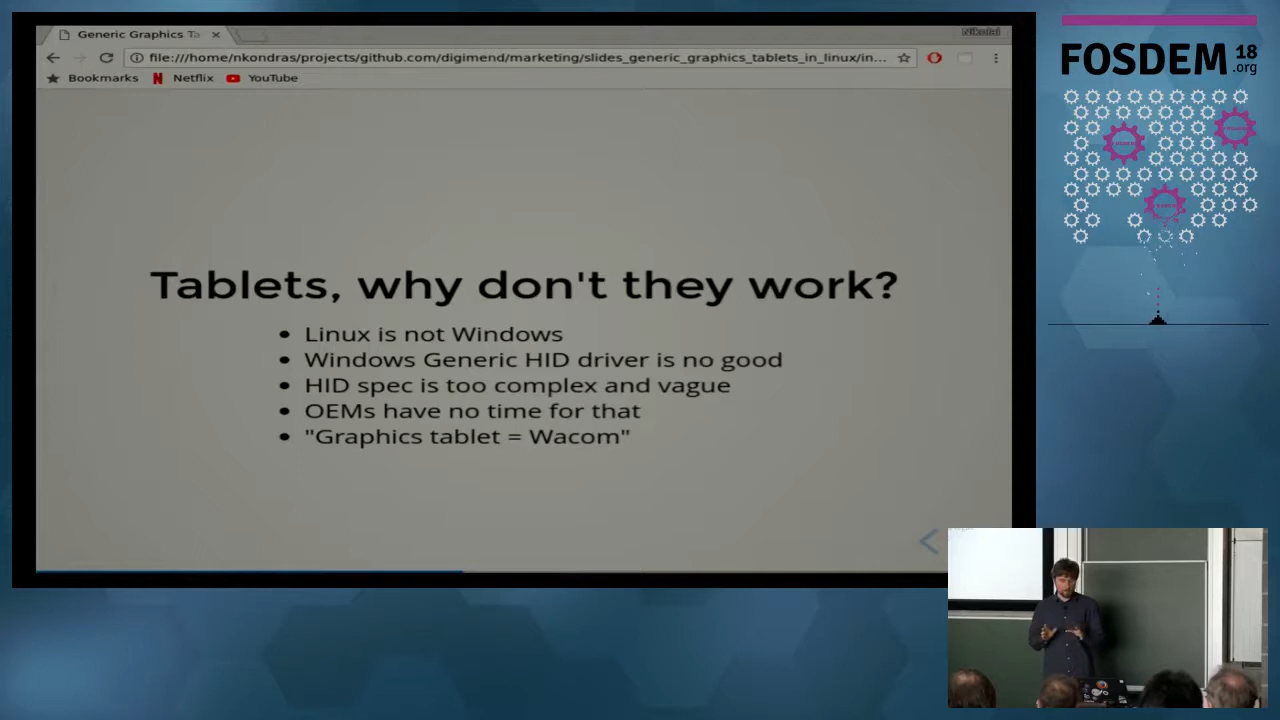 Generic Graphics Ta
Nikolai
file:///home/nkondras/projects/github.com/digimend/marketing/slides_generic_graphics_tablets_in_linux/in...
Bookmarks
Netflix
YouTube
Tablets, why don't they work?
• Linux is not Windows
• Windows Generic HID driver is no good
• HID spec is too complex and vague
• OEMs have no time for that
• "Graphics tablet = Wacom"
FOSDEM 18
.org